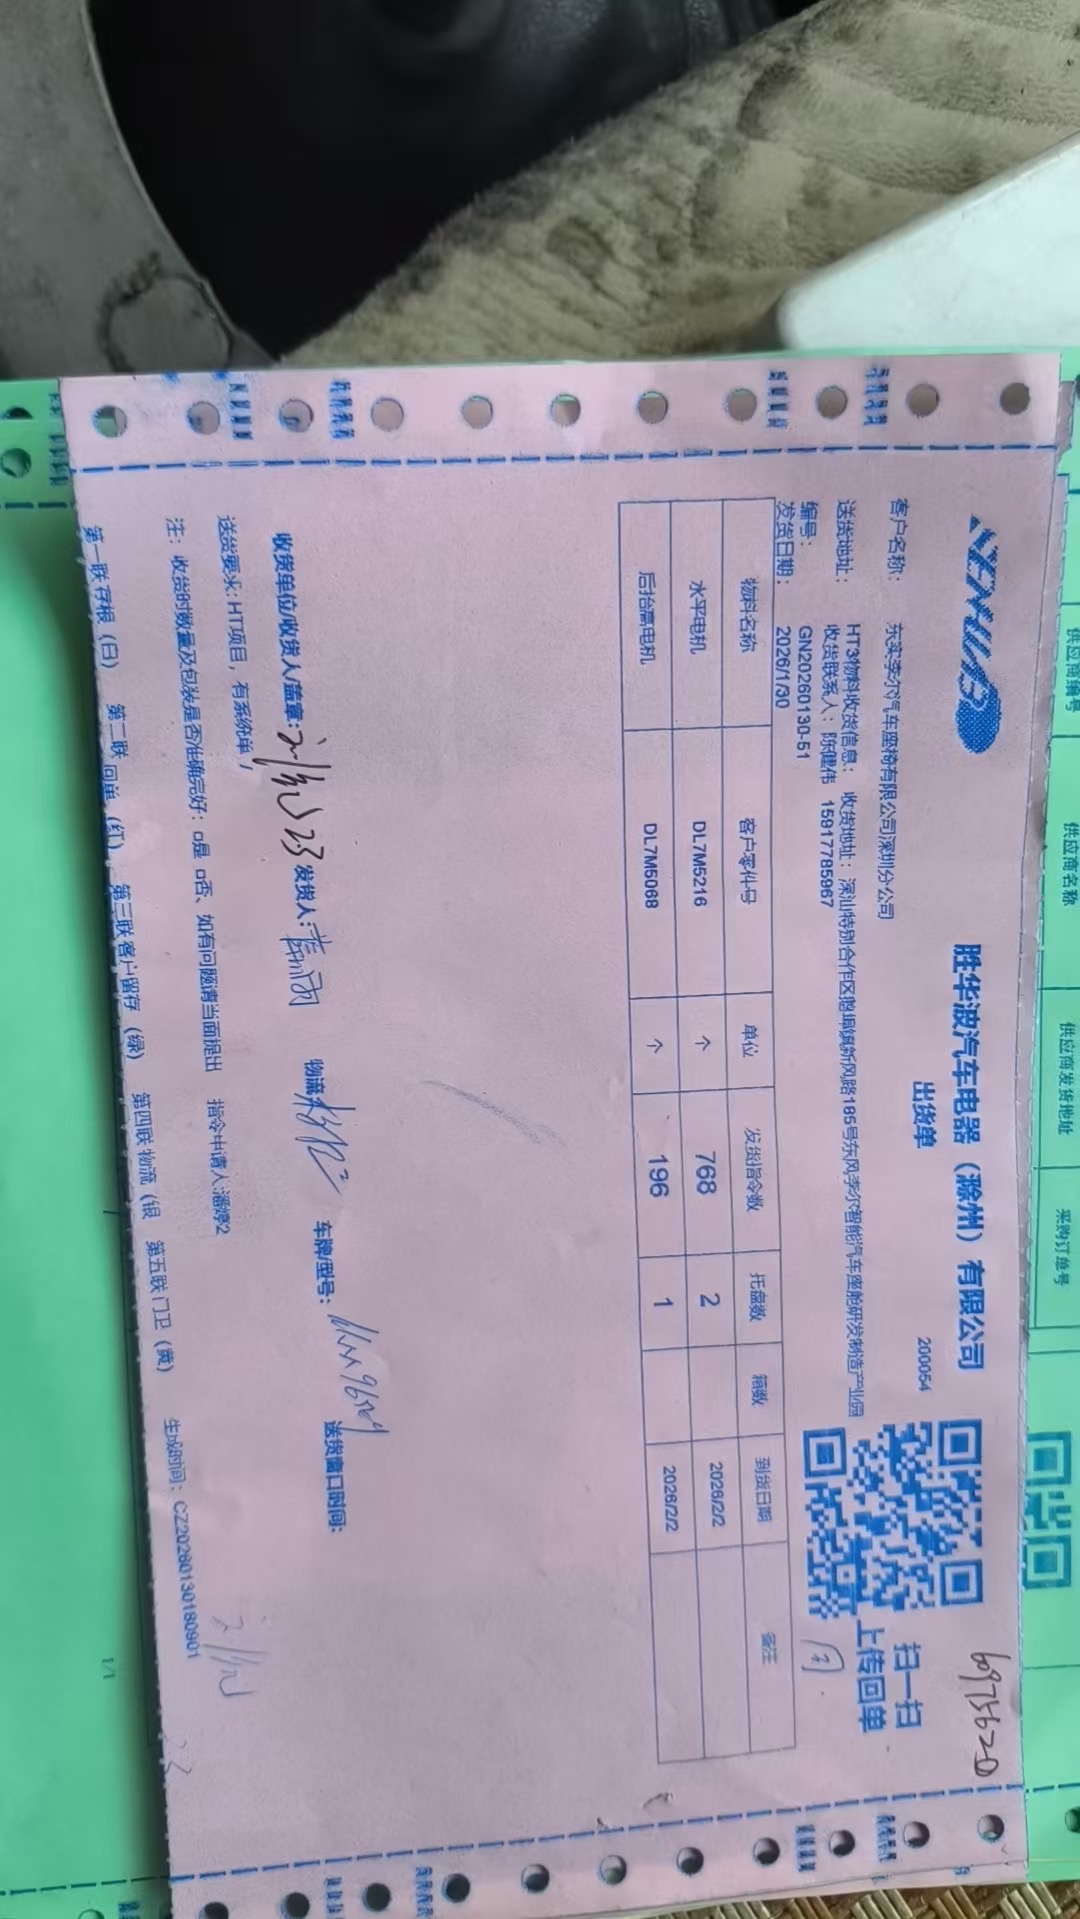 SENHUB
胜华波汽车电器（滁州）有限公司
出货单
200054
60975620
扫一扫
上传回单
客户名称： 东实李尔汽车座椅有限公司深圳分公司
送货地址： HT3物料收货信息： 收货地址：深汕特别合作区鹅埠镇新风路185号东风李尔智能汽车座舱研发制造产业园
收货联系人：陈健伟 15917785967
编号： GN20260130-51
发货日期： 2026/1/30
物料名称 客户零件号 单位 发货指令数 托盘数 箱数 到货日期 备注
水平电机 DL7M5216 个 768 2 2026/2/2
后抬高电机 DL7M5068 个 196 1 2026/2/2
收货单位/收货人/盖章: 23 发货人: 物流 车牌/型号: 送货窗口时间:
送货要求:HT项目，有系统单，
指令申请人:潘婷2
注：收货时数量及包装是否准确完好：□是 □否、如有问题请当面提出
第一联存根（白） 第二联 回单（红） 第三联客户留存（绿） 第四联物流（银 第五联门卫（黄） 生成时间：CZ20260130180901
供应商编号 供应商名称 供应商发货地址 采购订单号
1/1